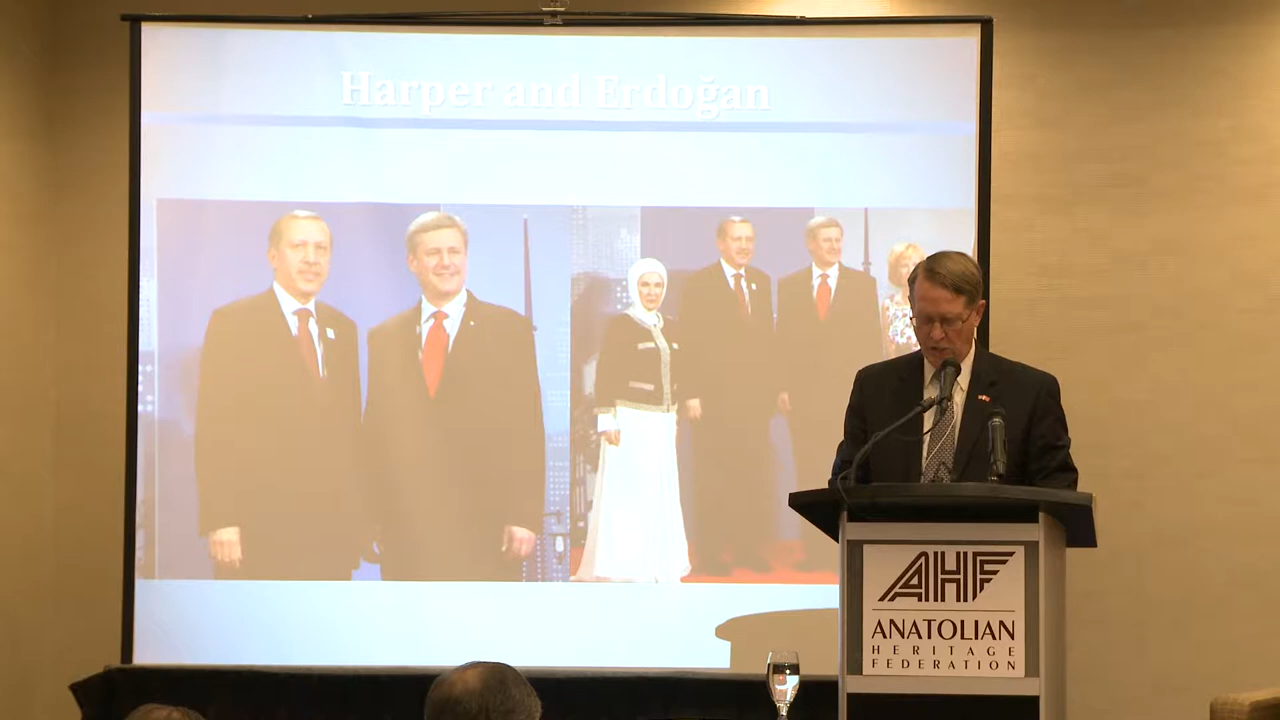 Harper and Erdoğan
AHF
ANATOLIAN
HERITAGE
FEDERATION